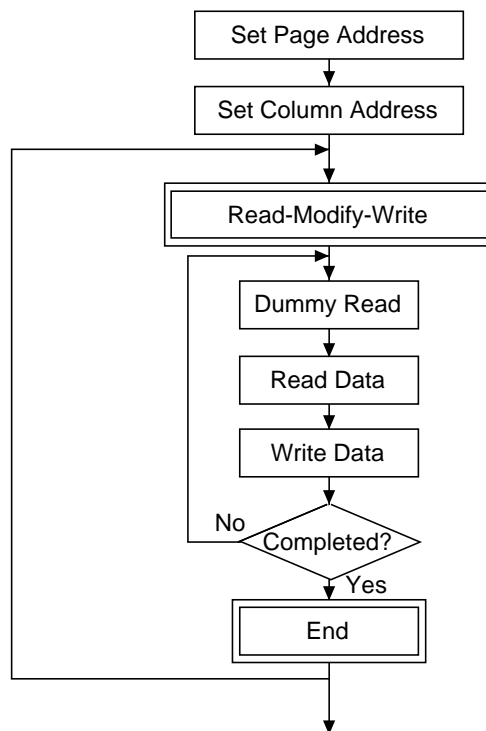 Set Page Address
Set Column Address
Read-Modify-Write
Dummy Read
Read Data
Write Data
No
Completed?
Yes
End